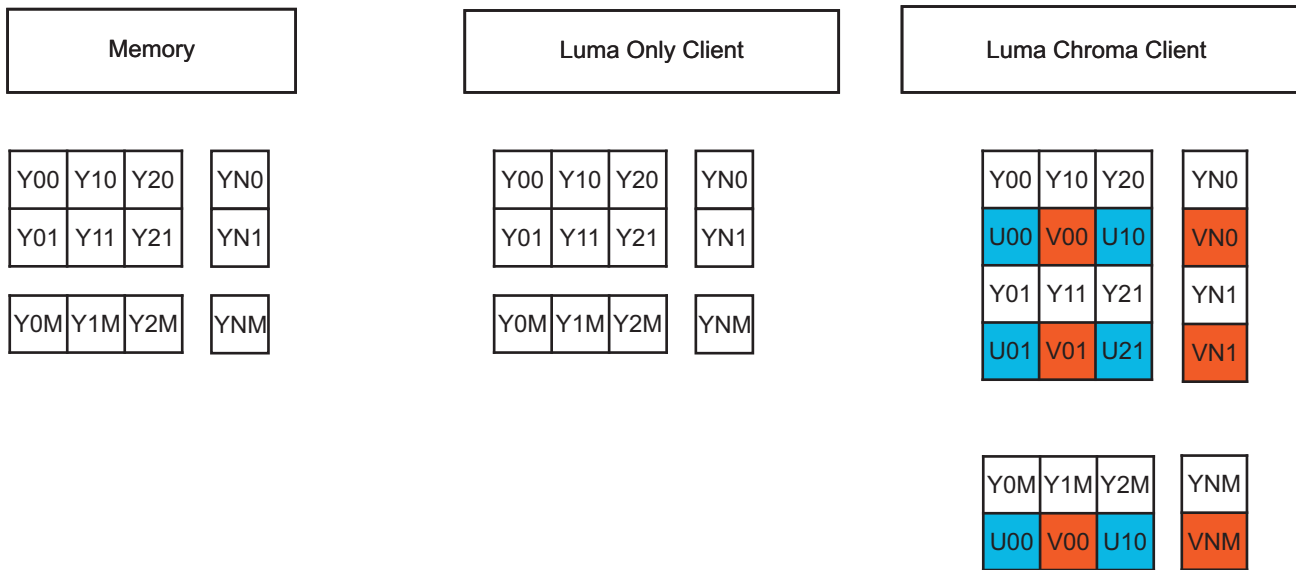 Memory
Luma Only Client
Luma Chroma Client
Y00 Y10 Y20 YN0
Y01 Y11 Y21 YN1
Y0M Y1M Y2M YNM
Y00 Y10 Y20 YN0
Y01 Y11 Y21 YN1
Y0M Y1M Y2M YNM
Y00 Y10 Y20 YN0
U00 V00 U10 VN0
Y01 Y11 Y21 YN1
U01 V01 U21 VN1
Y0M Y1M Y2M YNM
U00 V00 U10 VNM